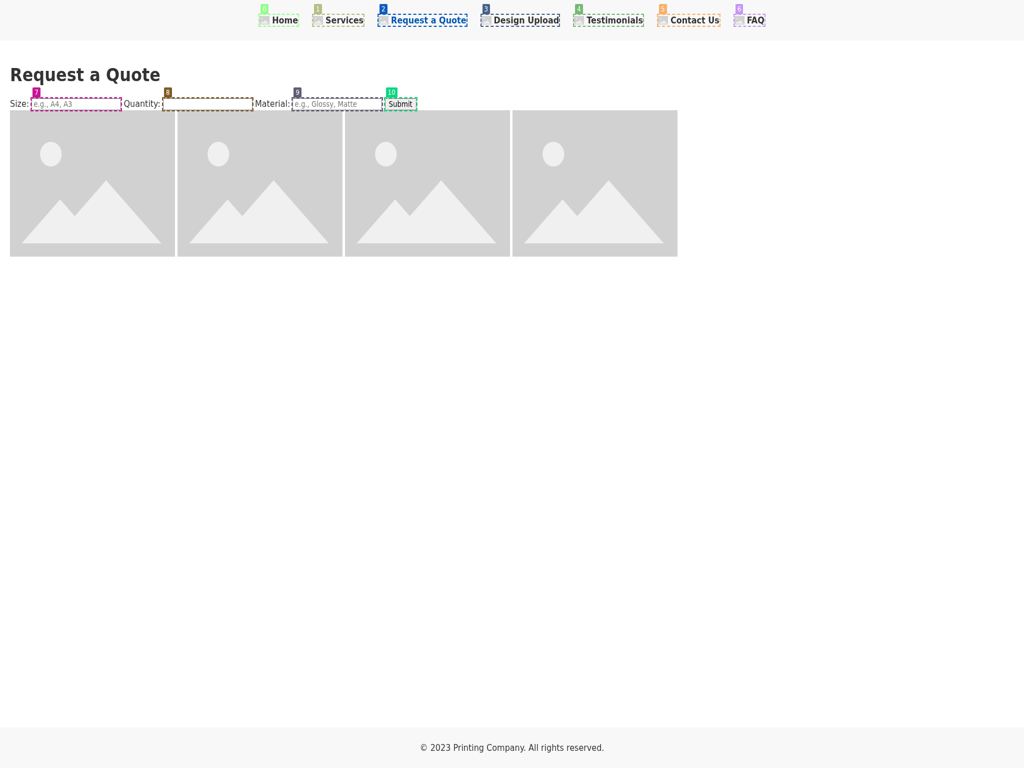 0 1 2 3 4 5 6
Home Services Request a Quote Design Upload Testimonials Contact Us FAQ
Request a Quote
7 8 9 10
Size: e.g., A4, A3 Quantity: Material: e.g., Glossy, Matte Submit
© 2023 Printing Company. All rights reserved.